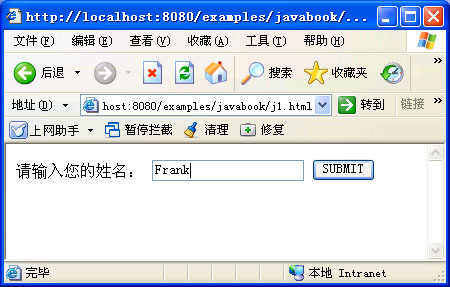 http://localhost:8080/examples/javabook/...
文件(F) 编辑(E) 查看(V) 收藏(A) 工具(T) 帮助(H) »
后退 搜索 收藏夹 »
地址(D) host:8080/examples/javabook/j1.html 转到 链接 »
上网助手 暂停拦截 清理 修复
请输入您的姓名: Frank SUBMIT
完毕 本地 Intranet